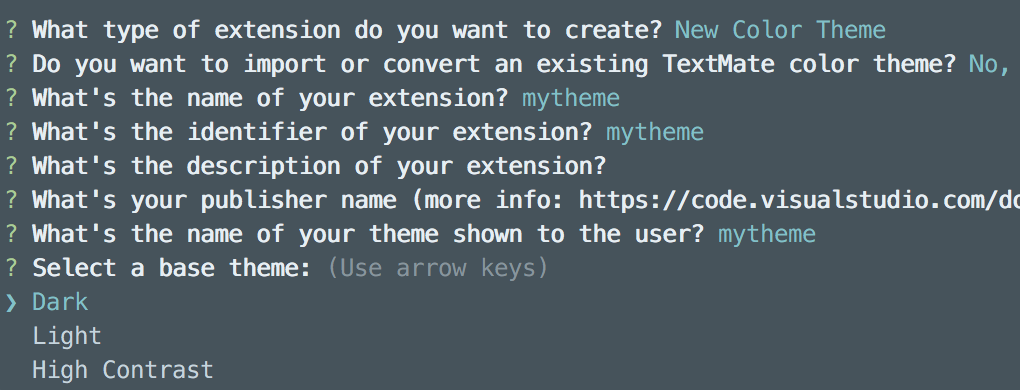 ? What type of extension do you want to create? New Color Theme
? Do you want to import or convert an existing TextMate color theme? No,
? What's the name of your extension? mytheme
? What's the identifier of your extension? mytheme
? What's the description of your extension?
? What's your publisher name (more info: https://code.visualstudio.com/do
? What's the name of your theme shown to the user? mytheme
? Select a base theme: (Use arrow keys)
❯ Dark
Light
High Contrast